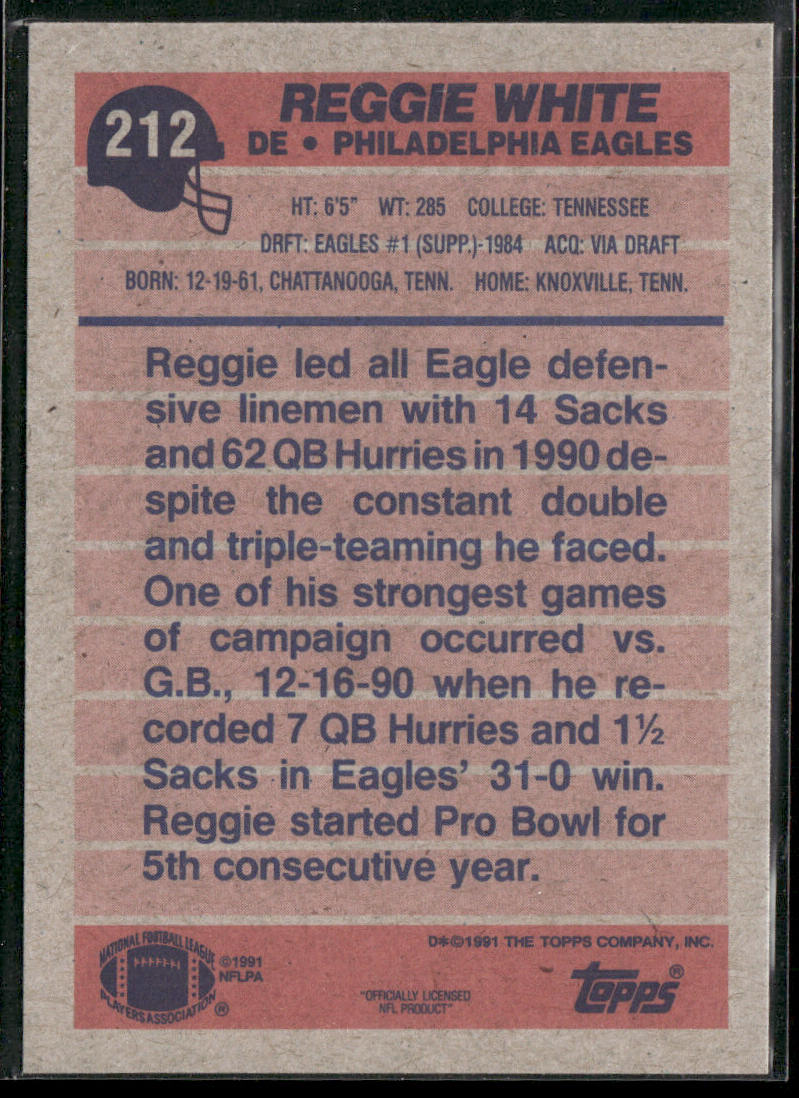 212
REGGIE WHITE
DE • PHILADELPHIA EAGLES
HT: 6'5" WT: 285 COLLEGE: TENNESSEE
DRFT: EAGLES #1 (SUPP.)-1984 ACQ: VIA DRAFT
BORN: 12-19-61, CHATTANOOGA, TENN. HOME: KNOXVILLE, TENN.
Reggie led all Eagle defen-
sive linemen with 14 Sacks
and 62 QB Hurries in 1990 de-
spite the constant double
and triple-teaming he faced.
One of his strongest games
of campaign occurred vs.
G.B., 12-16-90 when he re-
corded 7 QB Hurries and 1½
Sacks in Eagles' 31-0 win.
Reggie started Pro Bowl for
5th consecutive year.
D*©1991 THE TOPPS COMPANY, INC.
NATIONAL FOOTBALL LEAGUE
PLAYERS ASSOCIATION ®
©1991
NFLPA
"OFFICIALLY LICENSED
NFL PRODUCT"
Topps®